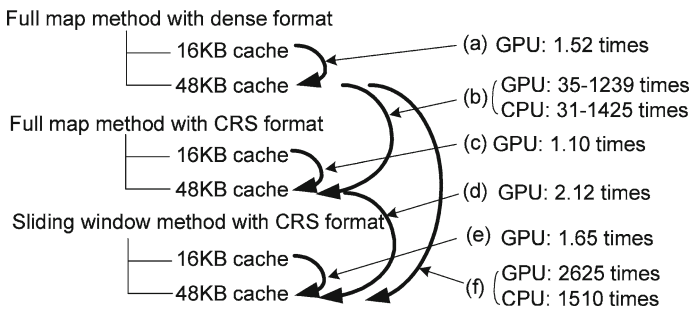 Full map method with dense format
16KB cache
48KB cache
Full map method with CRS format
16KB cache
48KB cache
Sliding window method with CRS format
16KB cache
48KB cache
(a) GPU: 1.52 times
(b) GPU: 35-1239 times
CPU: 31-1425 times
(c) GPU: 1.10 times
(d) GPU: 2.12 times
(e) GPU: 1.65 times
(f) GPU: 2625 times
CPU: 1510 times